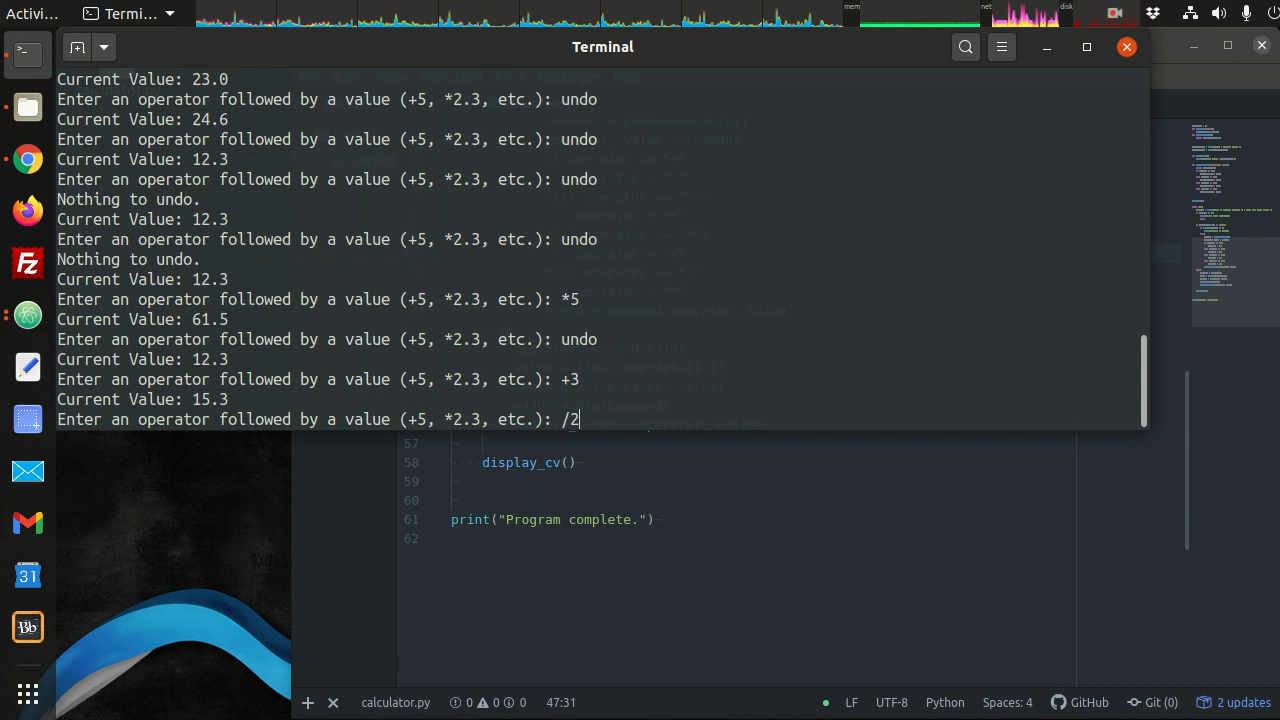 Activi...
Termi...
mem
net
disk
Terminal
Current Value: 23.0
Enter an operator followed by a value (+5, *2.3, etc.): undo
Current Value: 24.6
Enter an operator followed by a value (+5, *2.3, etc.): undo
Current Value: 12.3
Enter an operator followed by a value (+5, *2.3, etc.): undo
Nothing to undo.
Current Value: 12.3
Enter an operator followed by a value (+5, *2.3, etc.): undo
Nothing to undo.
Current Value: 12.3
Enter an operator followed by a value (+5, *2.3, etc.): *5
Current Value: 61.5
Enter an operator followed by a value (+5, *2.3, etc.): undo
Current Value: 12.3
Enter an operator followed by a value (+5, *2.3, etc.): +3
Current Value: 15.3
Enter an operator followed by a value (+5, *2.3, etc.): /2
57
58 display_cv()
59
60
61 print("Program complete.")
62
Fz
31
Bb
calculator.py 0 0 0 47:31 LF UTF-8 Python Spaces: 4 GitHub Git (0) 2 updates